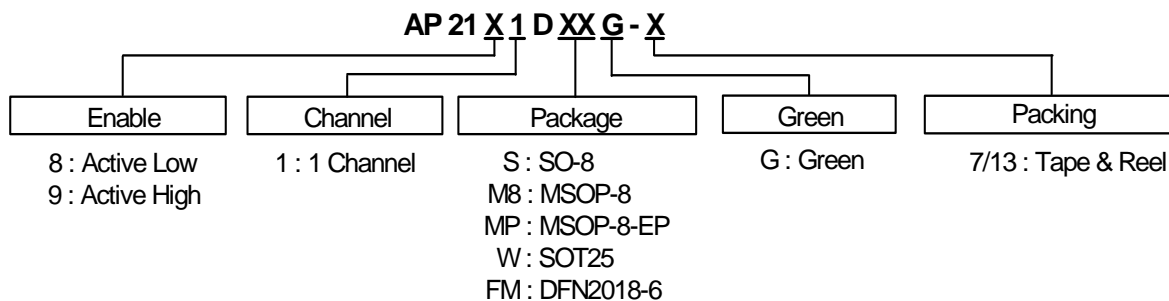 AP 21 X 1 D XX G - X
Enable Channel Package Green Packing
8 : Active Low 1 : 1 Channel S : SO-8 G : Green 7/13 : Tape & Reel
9 : Active High M8 : MSOP-8
MP : MSOP-8-EP
W : SOT25
FM : DFN2018-6